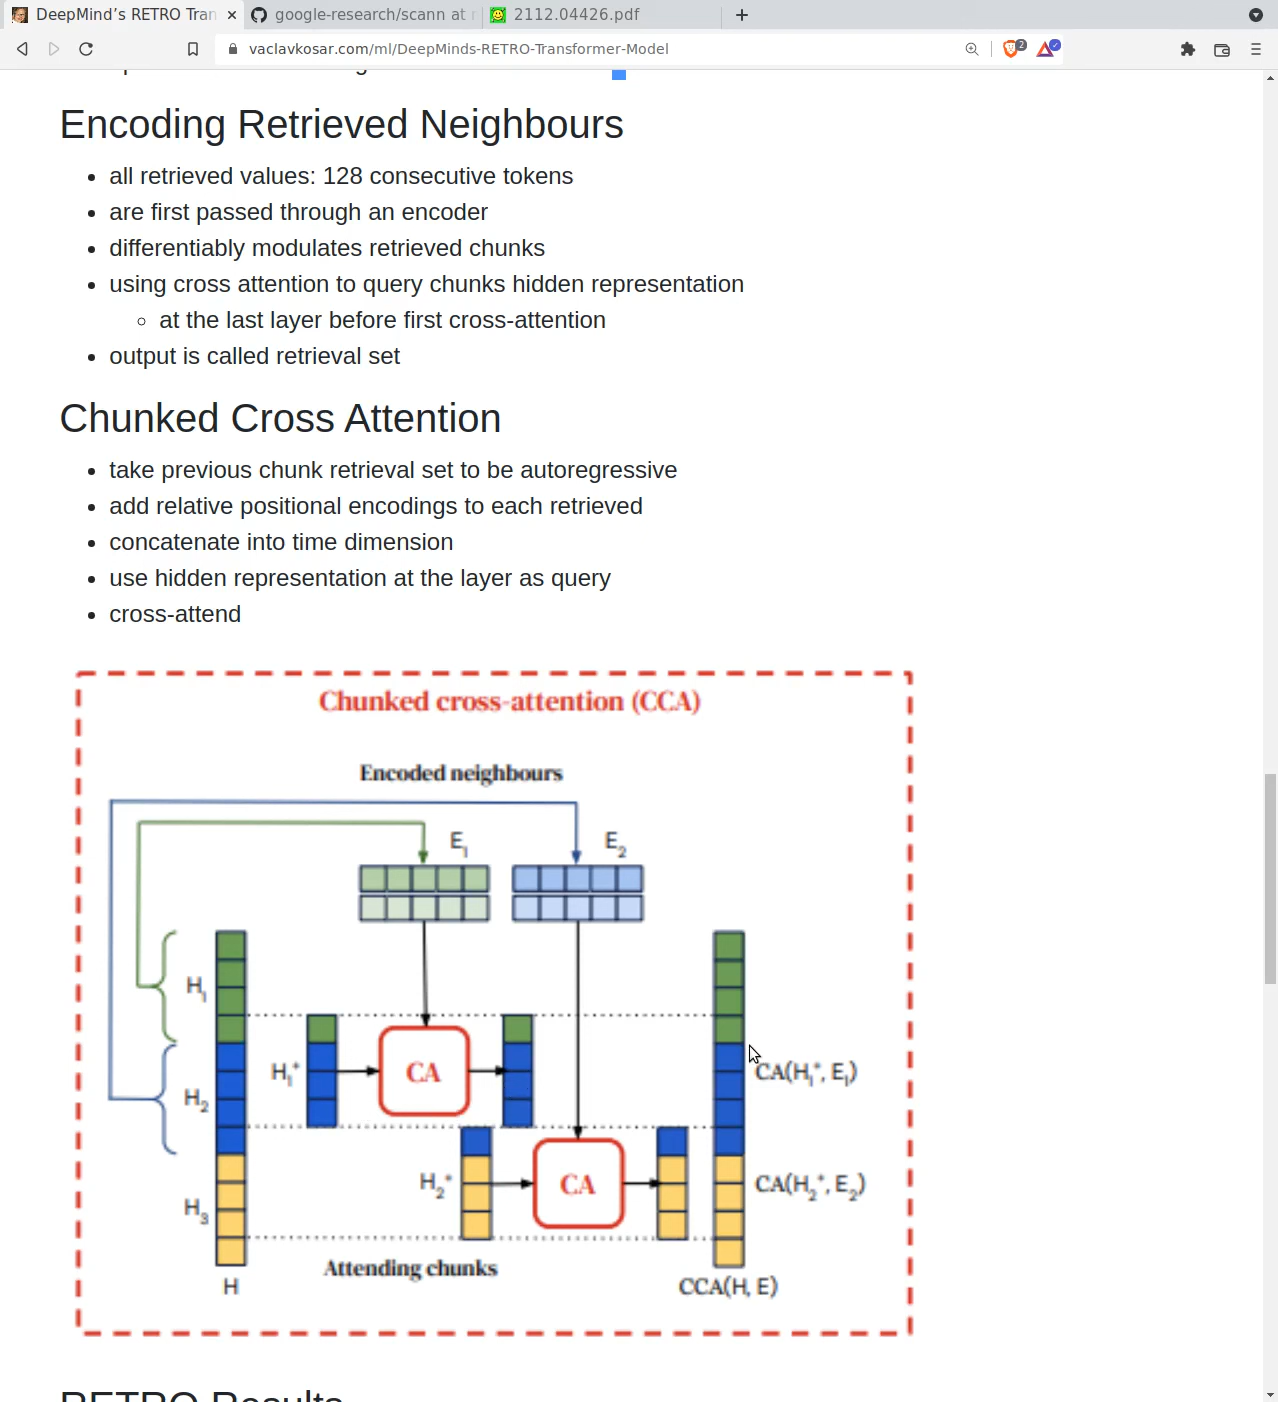 DeepMind's RETRO Tran
google-research/scann at
2112.04426.pdf
vaclavkosar.com/ml/DeepMinds-RETRO-Transformer-Model
2
Encoding Retrieved Neighbours
all retrieved values: 128 consecutive tokens
are first passed through an encoder
differentiably modulates retrieved chunks
using cross attention to query chunks hidden representation
at the last layer before first cross-attention
output is called retrieval set
Chunked Cross Attention
take previous chunk retrieval set to be autoregressive
add relative positional encodings to each retrieved
concatenate into time dimension
use hidden representation at the layer as query
cross-attend
Chunked cross-attention (CCA)
Encoded neighbours
E1 E2
H1
H1+ CA CA(H1+, E1)
H2
H2+ CA CA(H2+, E2)
H3
Attending chunks
H CCA(H, E)
RETRO Results